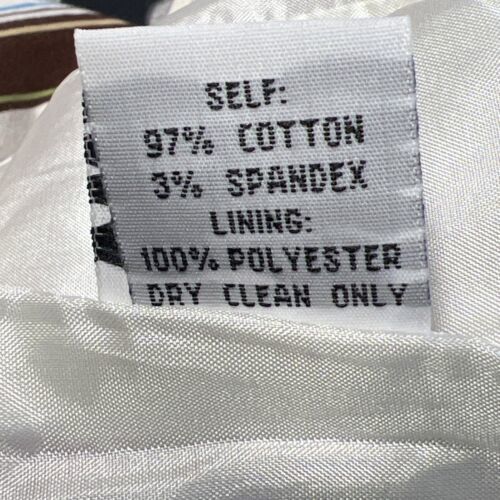 SELF:
97% COTTON
3% SPANDEX
LINING:
100% POLYESTER
DRY CLEAN ONLY